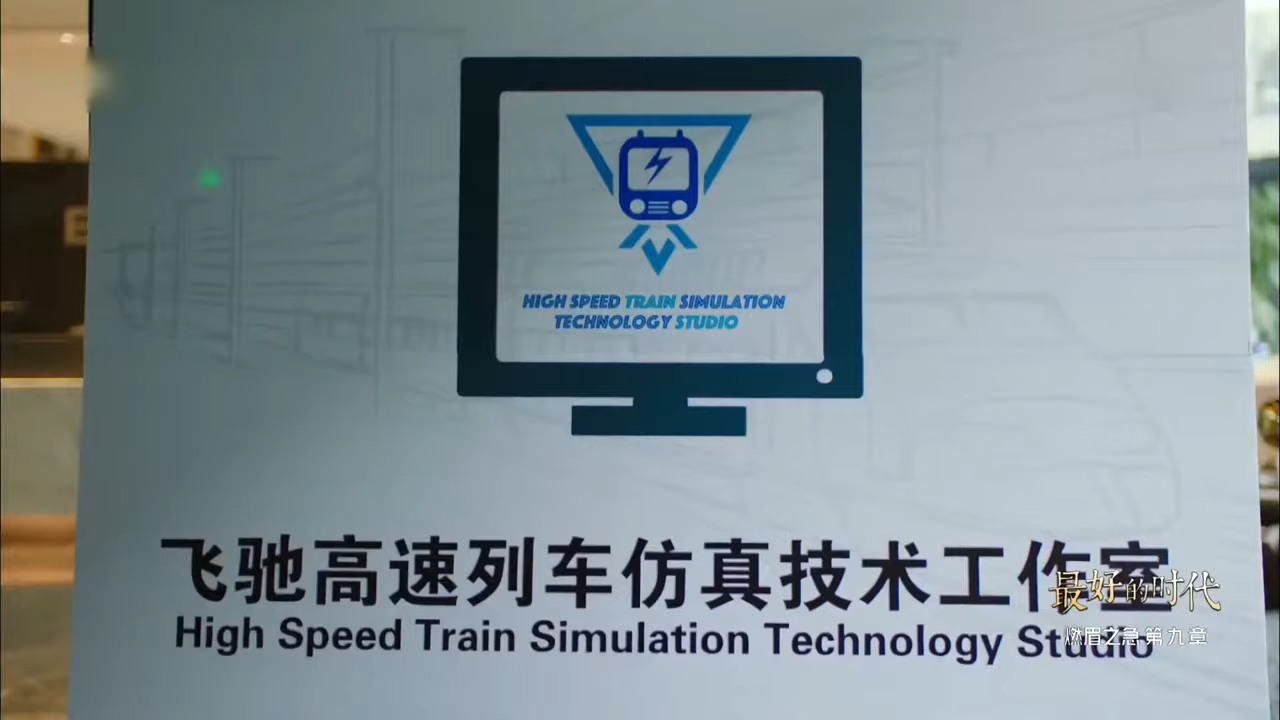 HIGH SPEED TRAIN SIMULATION
TECHNOLOGY STUDIO
飞驰高速列车仿真技术工作室
High Speed Train Simulation Technology Studio
最好的时代
燃眉之急 第九章